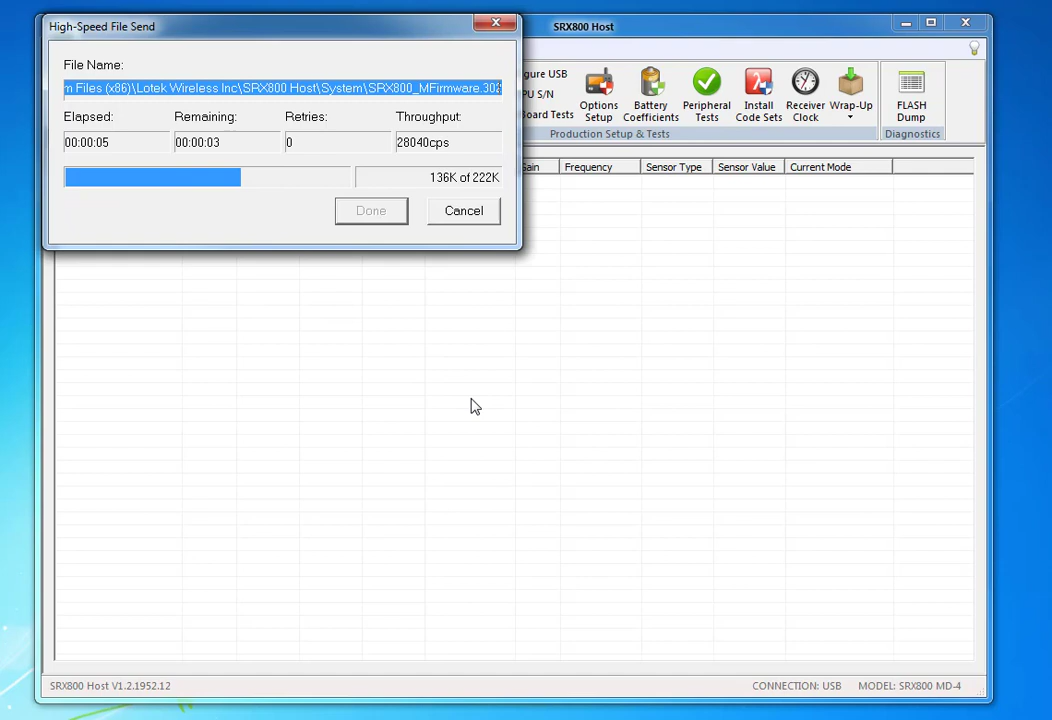 High-Speed File Send
File Name:
m Files (x86)\Lotek Wireless Inc\SRX800 Host\System\SRX800_MFirmware.302
Elapsed: Remaining: Retries: Throughput:
00:00:05 00:00:03 0 28040cps
136K of 222K
Done Cancel
SRX800 Host
gure USB
PU S/N
Board Tests
Options Setup
Battery Coefficients
Peripheral Tests
Install Code Sets
Receiver Clock
Wrap-Up
FLASH Dump
Production Setup & Tests Diagnostics
Gain Frequency Sensor Type Sensor Value Current Mode
SRX800 Host V1.2.1952.12 CONNECTION: USB MODEL: SRX800 MD-4